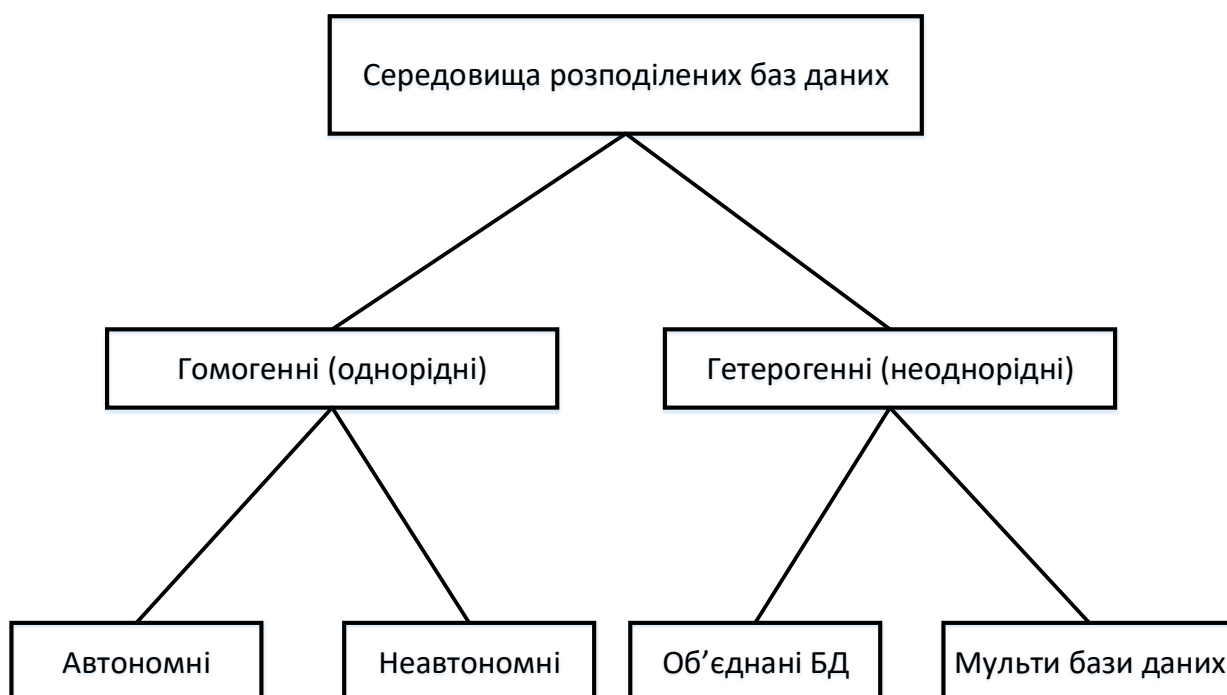 Середовища розподілених баз даних
Гомогенні (однорідні)
Гетерогенні (неоднорідні)
Автономні
Неавтономні
Об’єднані БД
Мульти бази даних